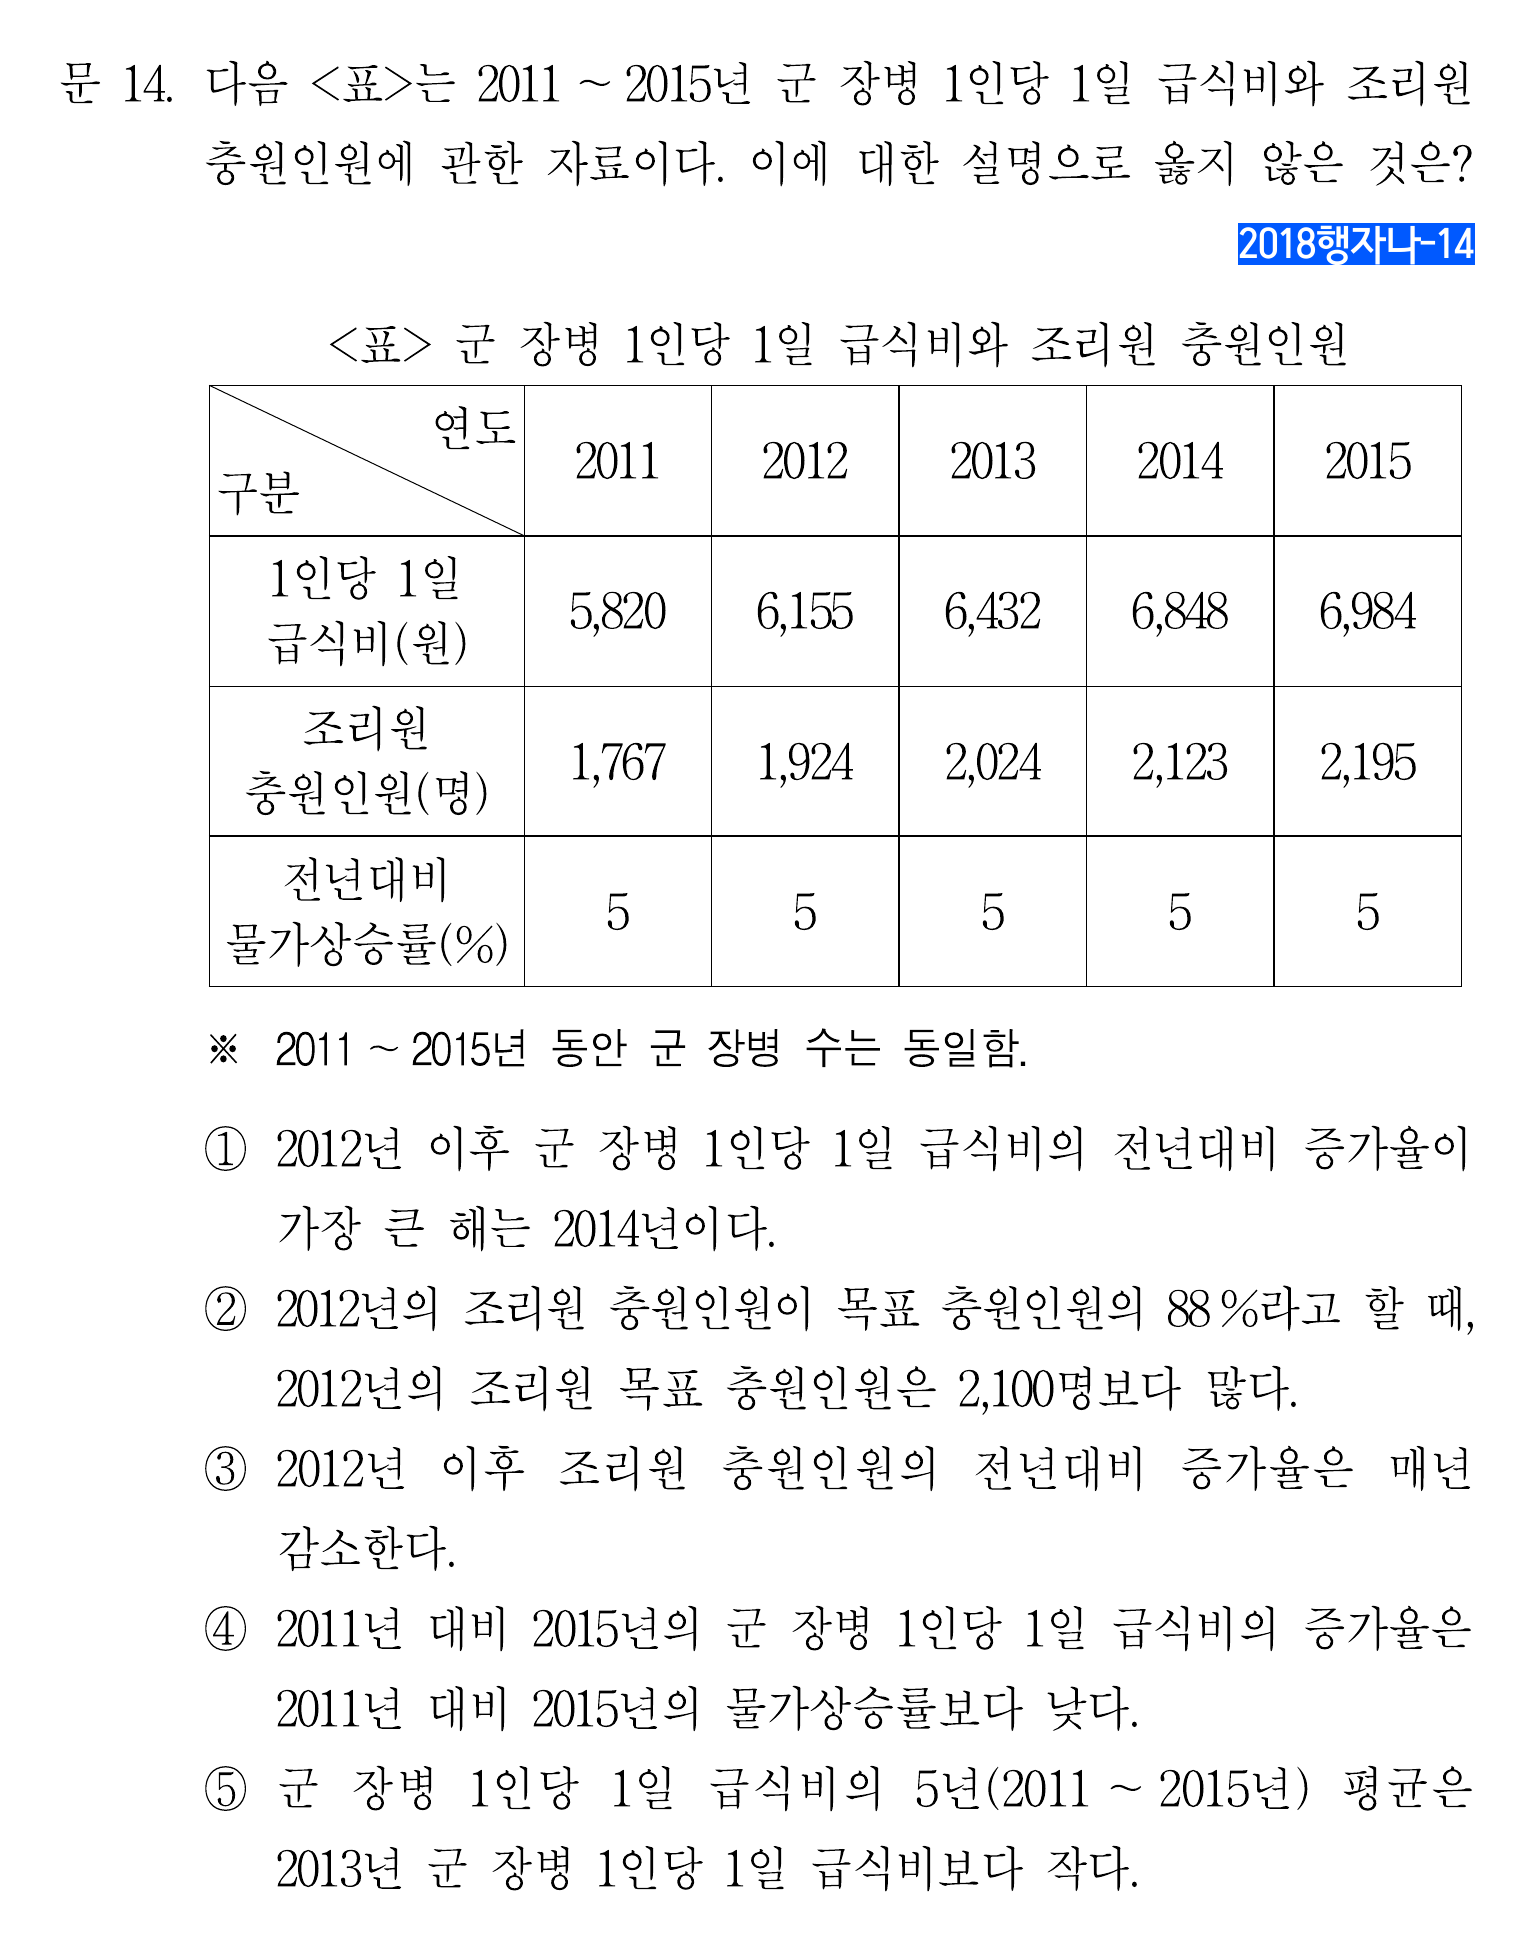 문 14. 다음 <표>는 2011 ~ 2015년 군 장병 1인당 1일 급식비와 조리원
충원인원에 관한 자료이다. 이에 대한 설명으로 옳지 않은 것은?
2018행자나-14
<표> 군 장병 1인당 1일 급식비와 조리원 충원인원
구분 연도 2011 2012 2013 2014 2015
1인당 1일
급식비(원) 5,820 6,155 6,432 6,848 6,984
조리원
충원인원(명) 1,767 1,924 2,024 2,123 2,195
전년대비
물가상승률(%) 5 5 5 5 5
※ 2011 ~ 2015년 동안 군 장병 수는 동일함.
① 2012년 이후 군 장병 1인당 1일 급식비의 전년대비 증가율이
가장 큰 해는 2014년이다.
② 2012년의 조리원 충원인원이 목표 충원인원의 88 %라고 할 때,
2012년의 조리원 목표 충원인원은 2,100명보다 많다.
③ 2012년 이후 조리원 충원인원의 전년대비 증가율은 매년
감소한다.
④ 2011년 대비 2015년의 군 장병 1인당 1일 급식비의 증가율은
2011년 대비 2015년의 물가상승률보다 낮다.
⑤ 군 장병 1인당 1일 급식비의 5년(2011 ~ 2015년) 평균은
2013년 군 장병 1인당 1일 급식비보다 작다.